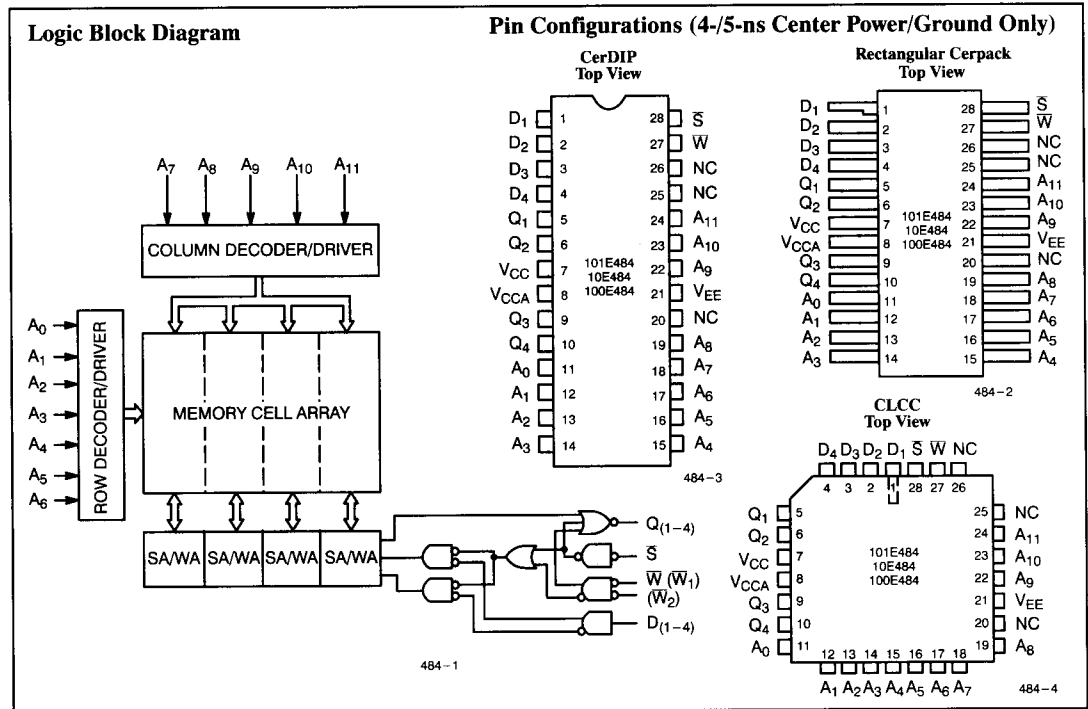 Logic Block Diagram
Pin Configurations (4-/5-ns Center Power/Ground Only)
A7 A8 A9 A10 A11
COLUMN DECODER/DRIVER
A0
A1
A2
A3
A4
A5
A6
ROW DECODER/DRIVER
MEMORY CELL ARRAY
SA/WA SA/WA SA/WA SA/WA
Q(1-4)
S̅
W̅ (W̅1)
(W̅2)
D(1-4)
484-1
CerDIP
Top View
D1 1 28 S̅
D2 2 27 W̅
D3 3 26 NC
D4 4 25 NC
Q1 5 24 A11
Q2 6 23 A10
VCC 7 22 A9
VCCA 8 21 VEE
Q3 9 20 NC
Q4 10 19 A8
A0 11 18 A7
A1 12 17 A6
A2 13 16 A5
A3 14 15 A4
101E484
10E484
100E484
484-3
Rectangular Cerpack
Top View
D1 1 28 S̅
D2 2 27 W̅
D3 3 26 NC
D4 4 25 NC
Q1 5 24 A11
Q2 6 23 A10
VCC 7 22 A9
VCCA 8 21 VEE
Q3 9 20 NC
Q4 10 19 A8
A0 11 18 A7
A1 12 17 A6
A2 13 16 A5
A3 14 15 A4
101E484
10E484
100E484
484-2
CLCC
Top View
D4 D3 D2 D1 S̅ W̅ NC
4 3 2 1 28 27 26
Q1 5 25 NC
Q2 6 24 A11
VCC 7 23 A10
VCCA 8 22 A9
Q3 9 21 VEE
Q4 10 20 NC
A0 11 19 A8
101E484
10E484
100E484
12 13 14 15 16 17 18
A1 A2 A3 A4 A5 A6 A7
484-4